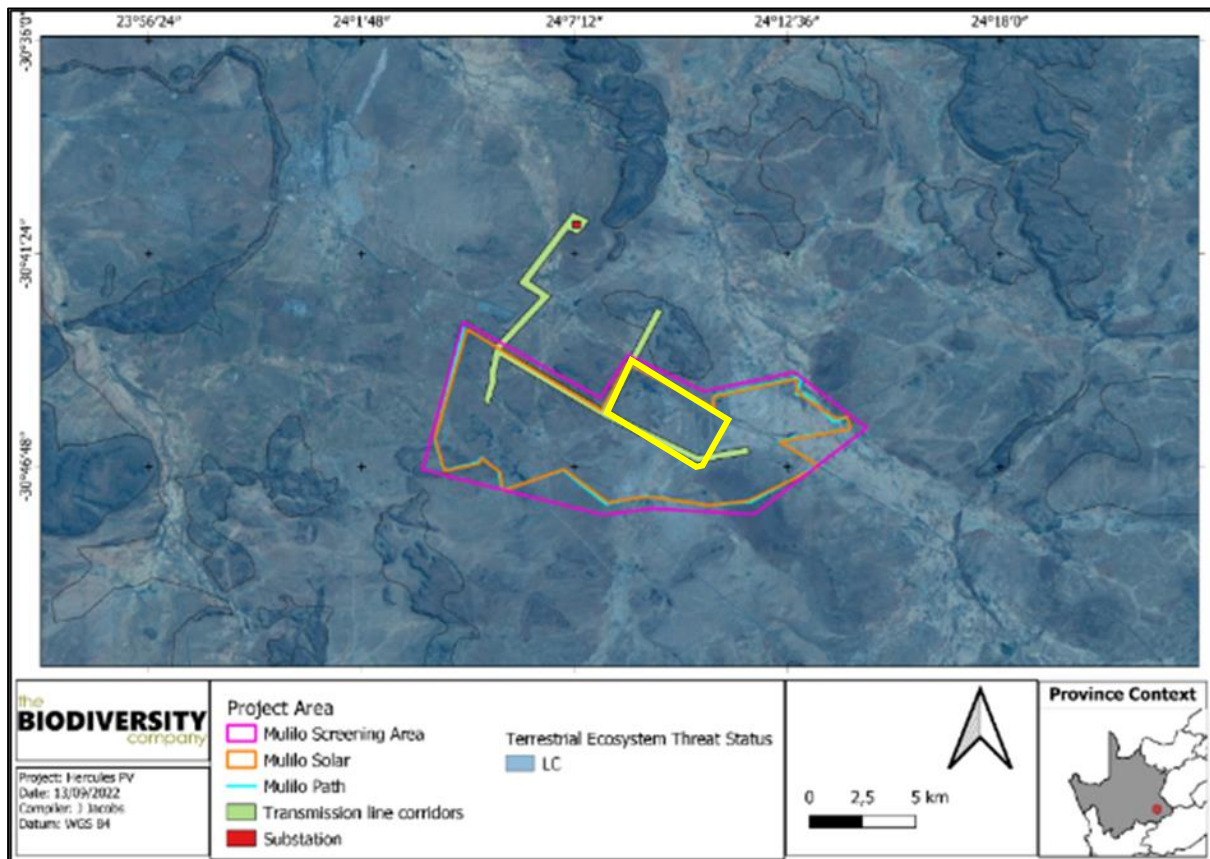 23°56'24" 24°1'48" 24°7'12" 24°12'36" 24°18'0"
-30°36'0"
-30°41'24"
-30°46'48"
the
BIODIVERSITY
company
Project: Hercules PV
Date: 13/09/2022
Compiler: J Jacobs
Datum: WGS 84
Project Area
Mulilo Screening Area
Mulilo Solar
Mulilo Path
Transmission line corridors
Substation
Terrestrial Ecosystem Threat Status
LC
0 2,5 5 km
Province Context